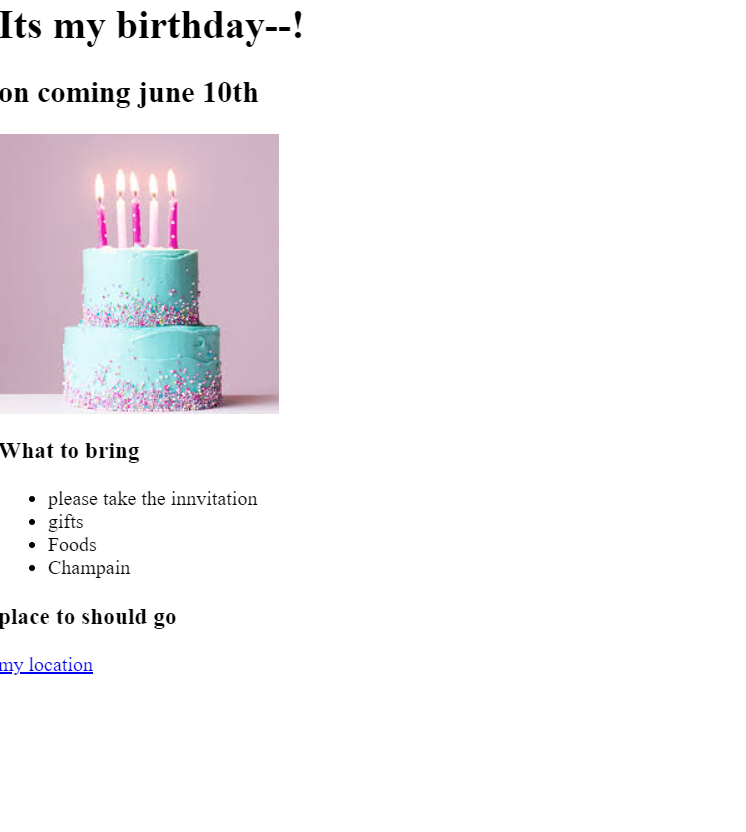 Its my birthday--!
on coming june 10th
What to bring
please take the innvitation
gifts
Foods
Champain
place to should go
my location